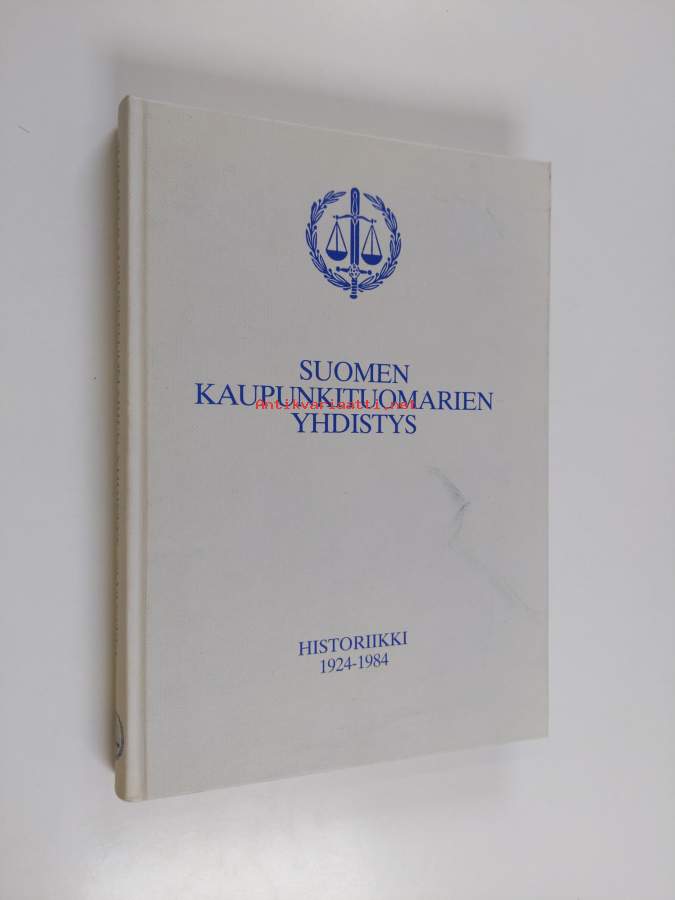 SUOMEN
KAUPUNKITUOMARIEN
Antikvariaatti.net
YHDISTYS
HISTORIIKKI
1924-1984